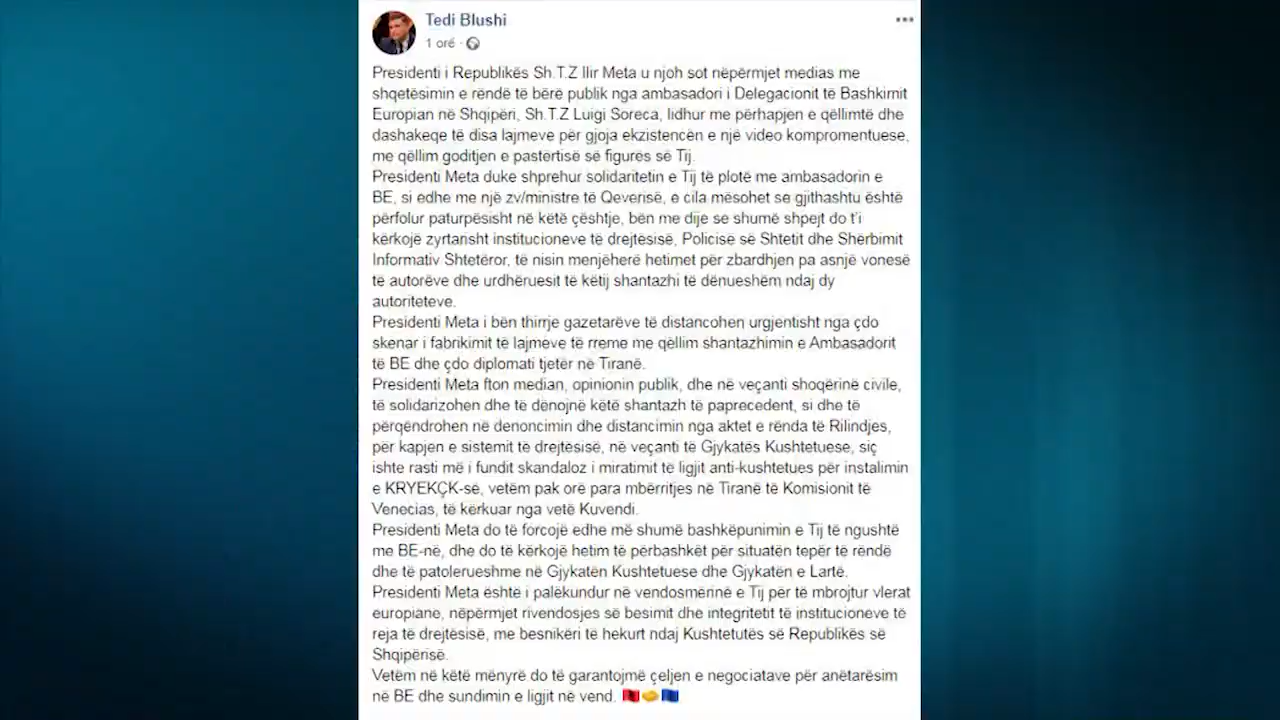 Tedi Blushi
1 orë ·
Presidenti i Republikës Sh.T.Z Ilir Meta u njoh sot nëpërmjet medias me
shqetësimin e rëndë të bërë publik nga ambasadori i Delegacionit të Bashkimit
Europian në Shqipëri, Sh.T.Z Luigi Soreca, lidhur me përhapjen e qëllimtë dhe
dashakeqe të disa lajmeve për gjoja ekzistencën e një video kompromentuese,
me qëllim goditjen e pastërtisë së figurës së Tij.
Presidenti Meta duke shprehur solidaritetin e Tij të plotë me ambasadorin e
BE, si edhe me një zv/ministre të Qeverisë, e cila mësohet se gjithashtu është
përfolur paturpësisht në këtë çështje, bën me dije se shumë shpejt do t'i
kërkojë zyrtarisht institucioneve të drejtësisë, Policisë së Shtetit dhe Shërbimit
Informativ Shtetëror, të nisin menjëherë hetimet për zbardhjen pa asnjë vonesë
të autorëve dhe urdhëruesit të këtij shantazhi të dënueshëm ndaj dy
autoriteteve.
Presidenti Meta i bën thirrje gazetarëve të distancohen urgjentisht nga çdo
skenar i fabrikimit të lajmeve të rreme me qëllim shantazhimin e Ambasadorit
të BE dhe çdo diplomati tjetër në Tiranë.
Presidenti Meta fton median, opinionin publik, dhe në veçanti shoqërinë civile,
të solidarizohen dhe të dënojnë këtë shantazh të paprecedent, si dhe të
përqëndrohen në denoncimin dhe distancimin nga aktet e rënda të Rilindjes,
për kapjen e sistemit të drejtësisë, në veçanti të Gjykatës Kushtetuese, siç
ishte rasti më i fundit skandaloz i miratimit të ligjit anti-kushtetues për instalimin
e KRYEKÇK-së, vetëm pak orë para mbërritjes në Tiranë të Komisionit të
Venecias, të kërkuar nga vetë Kuvendi.
Presidenti Meta do të forcojë edhe më shumë bashkëpunimin e Tij të ngushtë
me BE-në, dhe do të kërkojë hetim të përbashkët për situatën tepër të rëndë
dhe të patolerueshme në Gjykatën Kushtetuese dhe Gjykatën e Lartë.
Presidenti Meta është i palëkundur në vendosmërinë e Tij për të mbrojtur vlerat
europiane, nëpërmjet rivendosjes së besimit dhe integritetit të institucioneve të
reja të drejtësisë, me besnikëri të hekurt ndaj Kushtetutës së Republikës së
Shqipërisë.
Vetëm në këtë mënyrë do të garantojmë çeljen e negociatave për anëtarësim
në BE dhe sundimin e ligjit në vend. 🇦🇱🤝🇪🇺